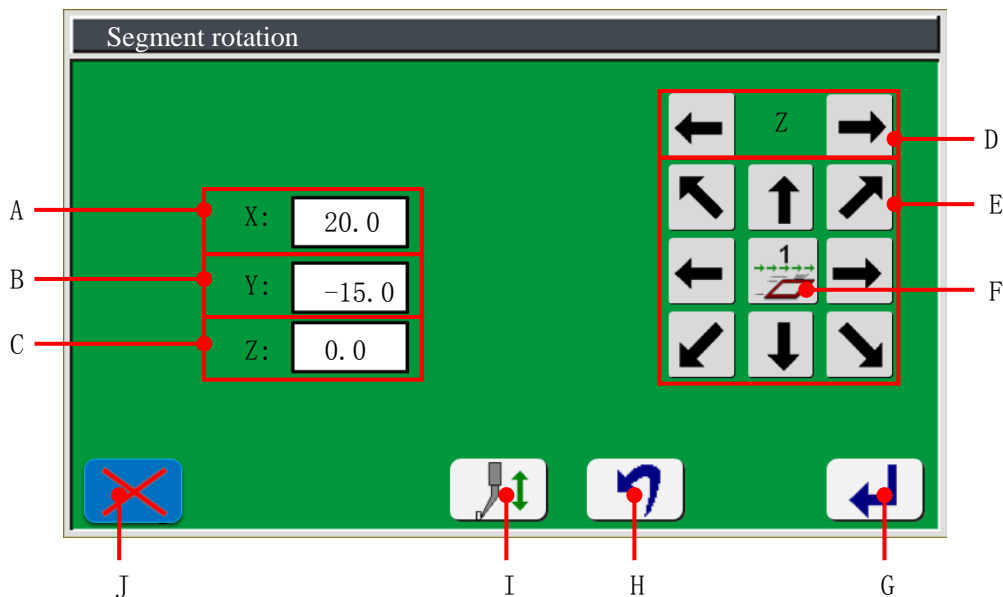 Segment rotation
Z
D
A
X: 20.0
E
B
Y: -15.0
1
F
C
Z: 0.0
J
I
H
G